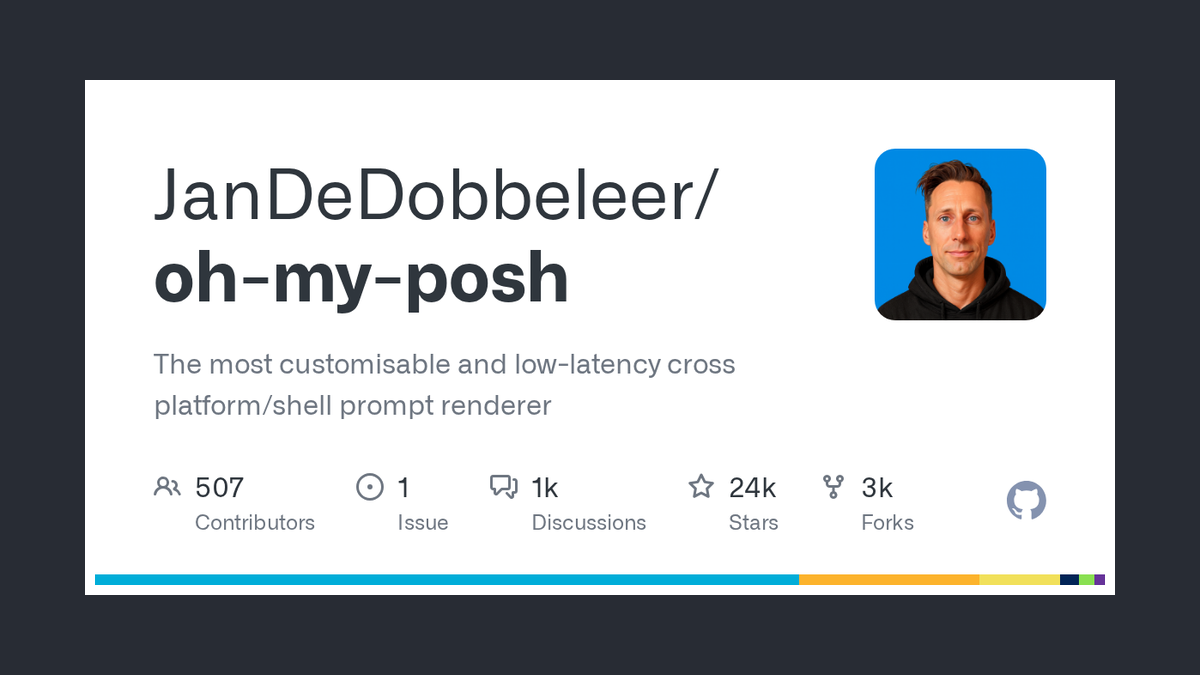 JanDeDobbeleer/
oh-my-posh
The most customisable and low-latency cross
platform/shell prompt renderer
507 1 1k 24k 3k
Contributors Issue Discussions Stars Forks